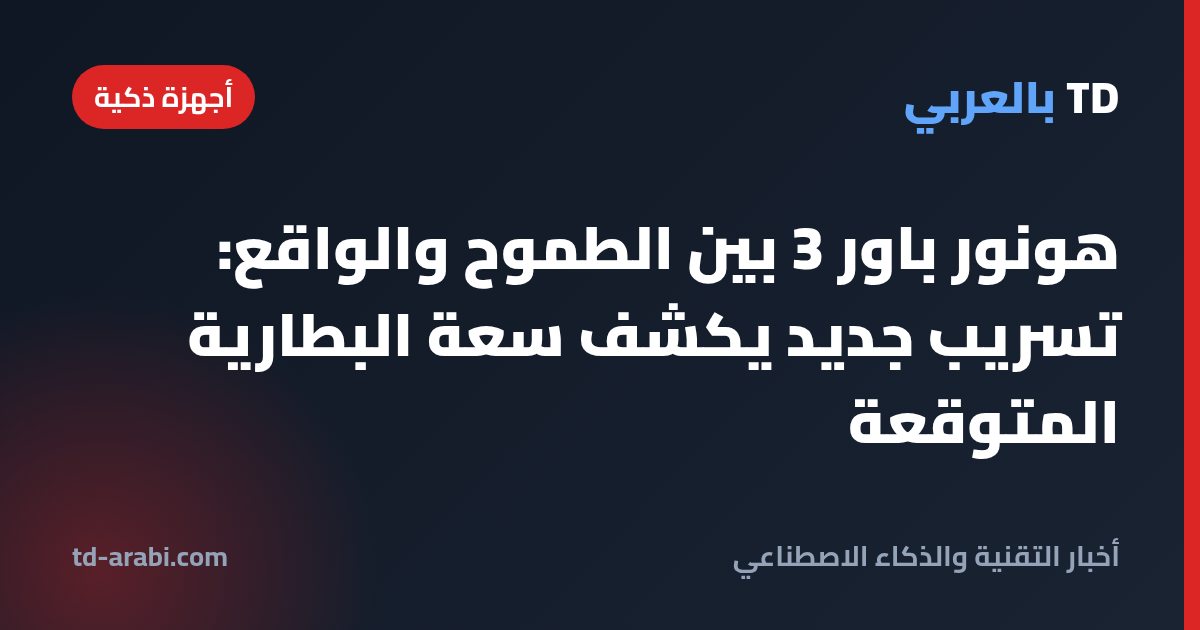 TD بالعربي
أجهزة ذكية
هونور باور 3 بين الطموح والواقع:
تسريب جديد يكشف سعة البطارية
المتوقعة
أخبار التقنية والذكاء الاصطناعي
td-arabi.com